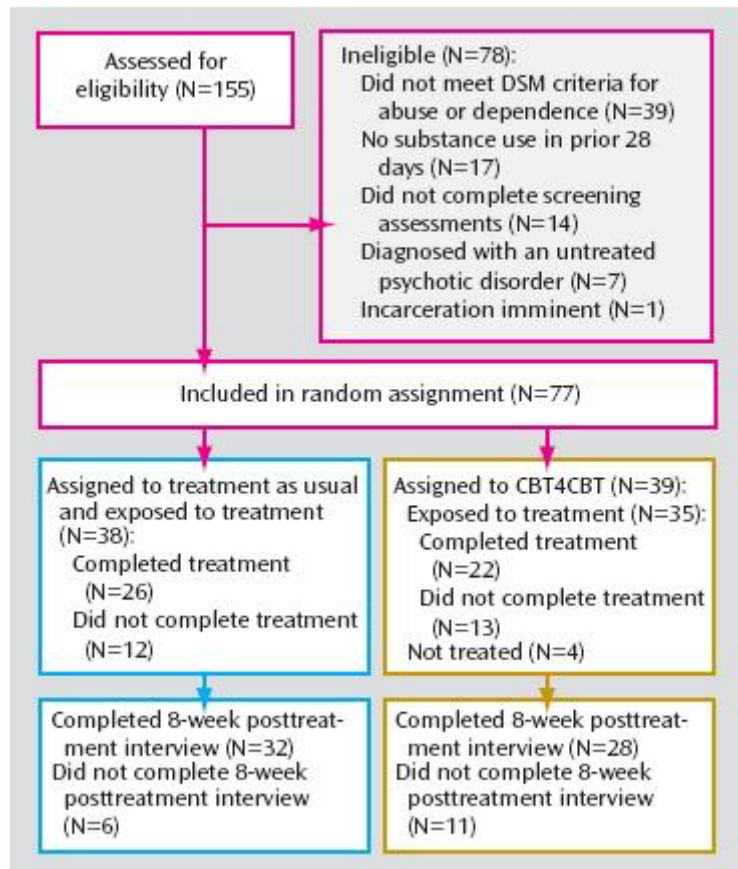 Assessed for
eligibility (N=155)
Ineligible (N=78):
Did not meet DSM criteria for
abuse or dependence (N=39)
No substance use in prior 28
days (N=17)
Did not complete screening
assessments (N=14)
Diagnosed with an untreated
psychotic disorder (N=7)
Incarceration imminent (N=1)
Included in random assignment (N=77)
Assigned to treatment as usual
and exposed to treatment
(N=38):
Completed treatment
(N=26)
Did not complete treatment
(N=12)
Assigned to CBT4CBT (N=39):
Exposed to treatment (N=35):
Completed treatment
(N=22)
Did not complete treatment
(N=13)
Not treated (N=4)
Completed 8-week posttreat-
ment interview (N=32)
Did not complete 8-week
posttreatment interview
(N=6)
Completed 8-week posttreat-
ment interview (N=28)
Did not complete 8-week
posttreatment interview
(N=11)